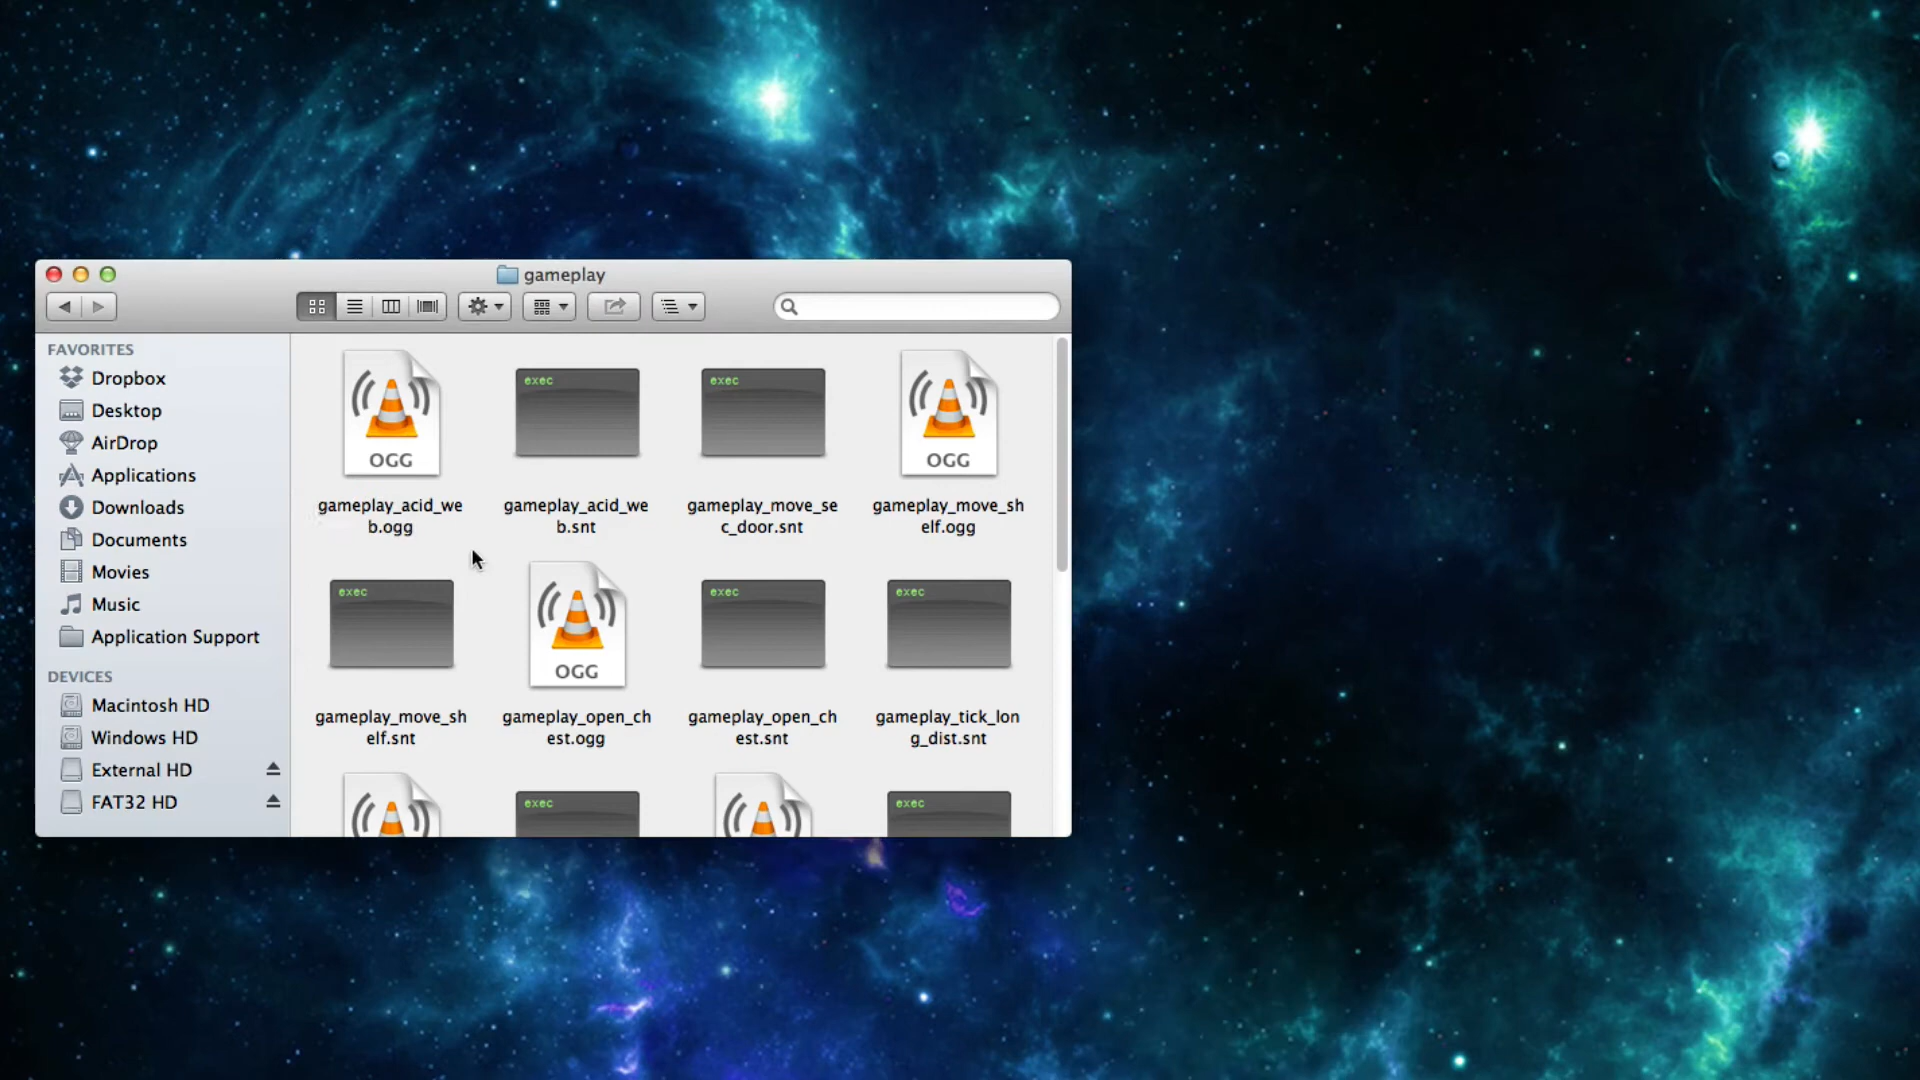 gameplay
FAVORITES
Dropbox
Desktop
AirDrop
Applications
Downloads
Documents
Movies
Music
Application Support
DEVICES
Macintosh HD
Windows HD
External HD
FAT32 HD
OGG
exec
exec
OGG
gameplay_acid_we
b.ogg
gameplay_acid_we
b.snt
gameplay_move_se
c_door.snt
gameplay_move_sh
elf.ogg
exec
OGG
exec
exec
gameplay_move_sh
elf.snt
gameplay_open_ch
est.ogg
gameplay_open_ch
est.snt
gameplay_tick_lon
g_dist.snt
exec
exec